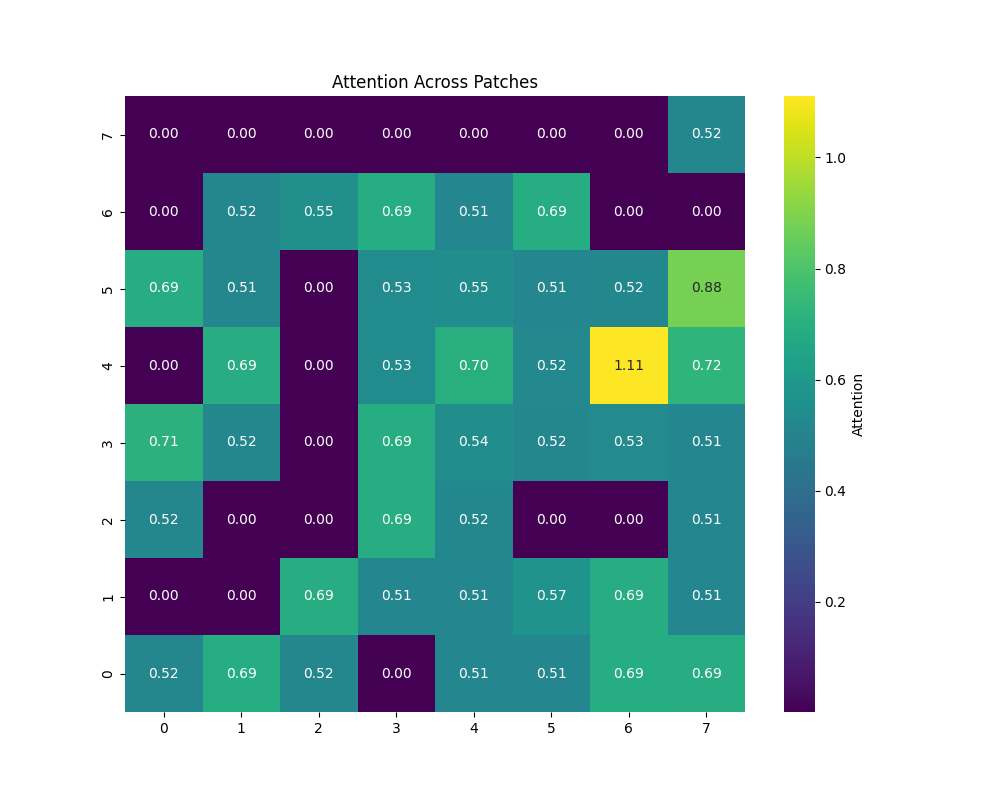 Attention Across Patches
7 0.00 0.00 0.00 0.00 0.00 0.00 0.00 0.52
6 0.00 0.52 0.55 0.69 0.51 0.69 0.00 0.00
5 0.69 0.51 0.00 0.53 0.55 0.51 0.52 0.88
4 0.00 0.69 0.00 0.53 0.70 0.52 1.11 0.72
3 0.71 0.52 0.00 0.69 0.54 0.52 0.53 0.51
2 0.52 0.00 0.00 0.69 0.52 0.00 0.00 0.51
1 0.00 0.00 0.69 0.51 0.51 0.57 0.69 0.51
0 0.52 0.69 0.52 0.00 0.51 0.51 0.69 0.69
0 1 2 3 4 5 6 7
1.0
0.8
0.6
0.4
0.2
Attention